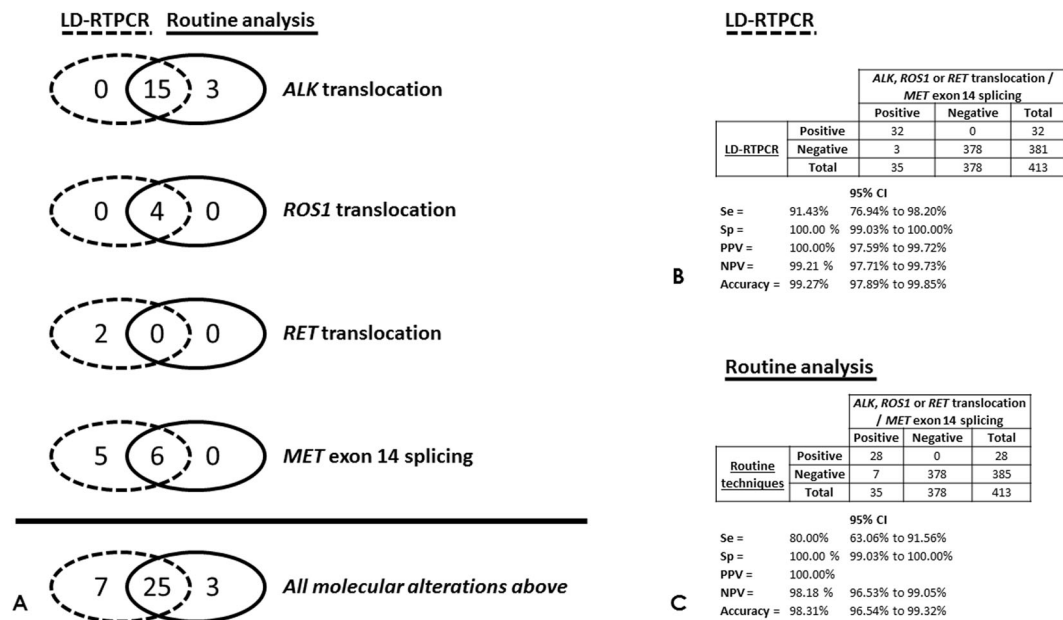 LD-RTPCR Routine analysis
0 15 3 ALK translocation
0 4 0 ROS1 translocation
2 0 0 RET translocation
5 6 0 MET exon 14 splicing
7 25 3 All molecular alterations above
A
LD-RTPCR
ALK, ROS1 or RET translocation /
MET exon 14 splicing
Positive Negative Total
LD-RTPCR
Positive 32 0 32
Negative 3 378 381
Total 35 378 413
95% CI
Se = 91.43% 76.94% to 98.20%
Sp = 100.00 % 99.03% to 100.00%
PPV = 100.00% 97.59% to 99.72%
NPV = 99.21 % 97.71% to 99.73%
Accuracy = 99.27% 97.89% to 99.85%
B
Routine analysis
ALK, ROS1 or RET translocation
/ MET exon 14 splicing
Positive Negative Total
Routine
techniques
Positive 28 0 28
Negative 7 378 385
Total 35 378 413
95% CI
Se = 80.00% 63.06% to 91.56%
Sp = 100.00 % 99.03% to 100.00%
PPV = 100.00%
NPV = 98.18 % 96.53% to 99.05%
Accuracy = 98.31% 96.54% to 99.32%
C